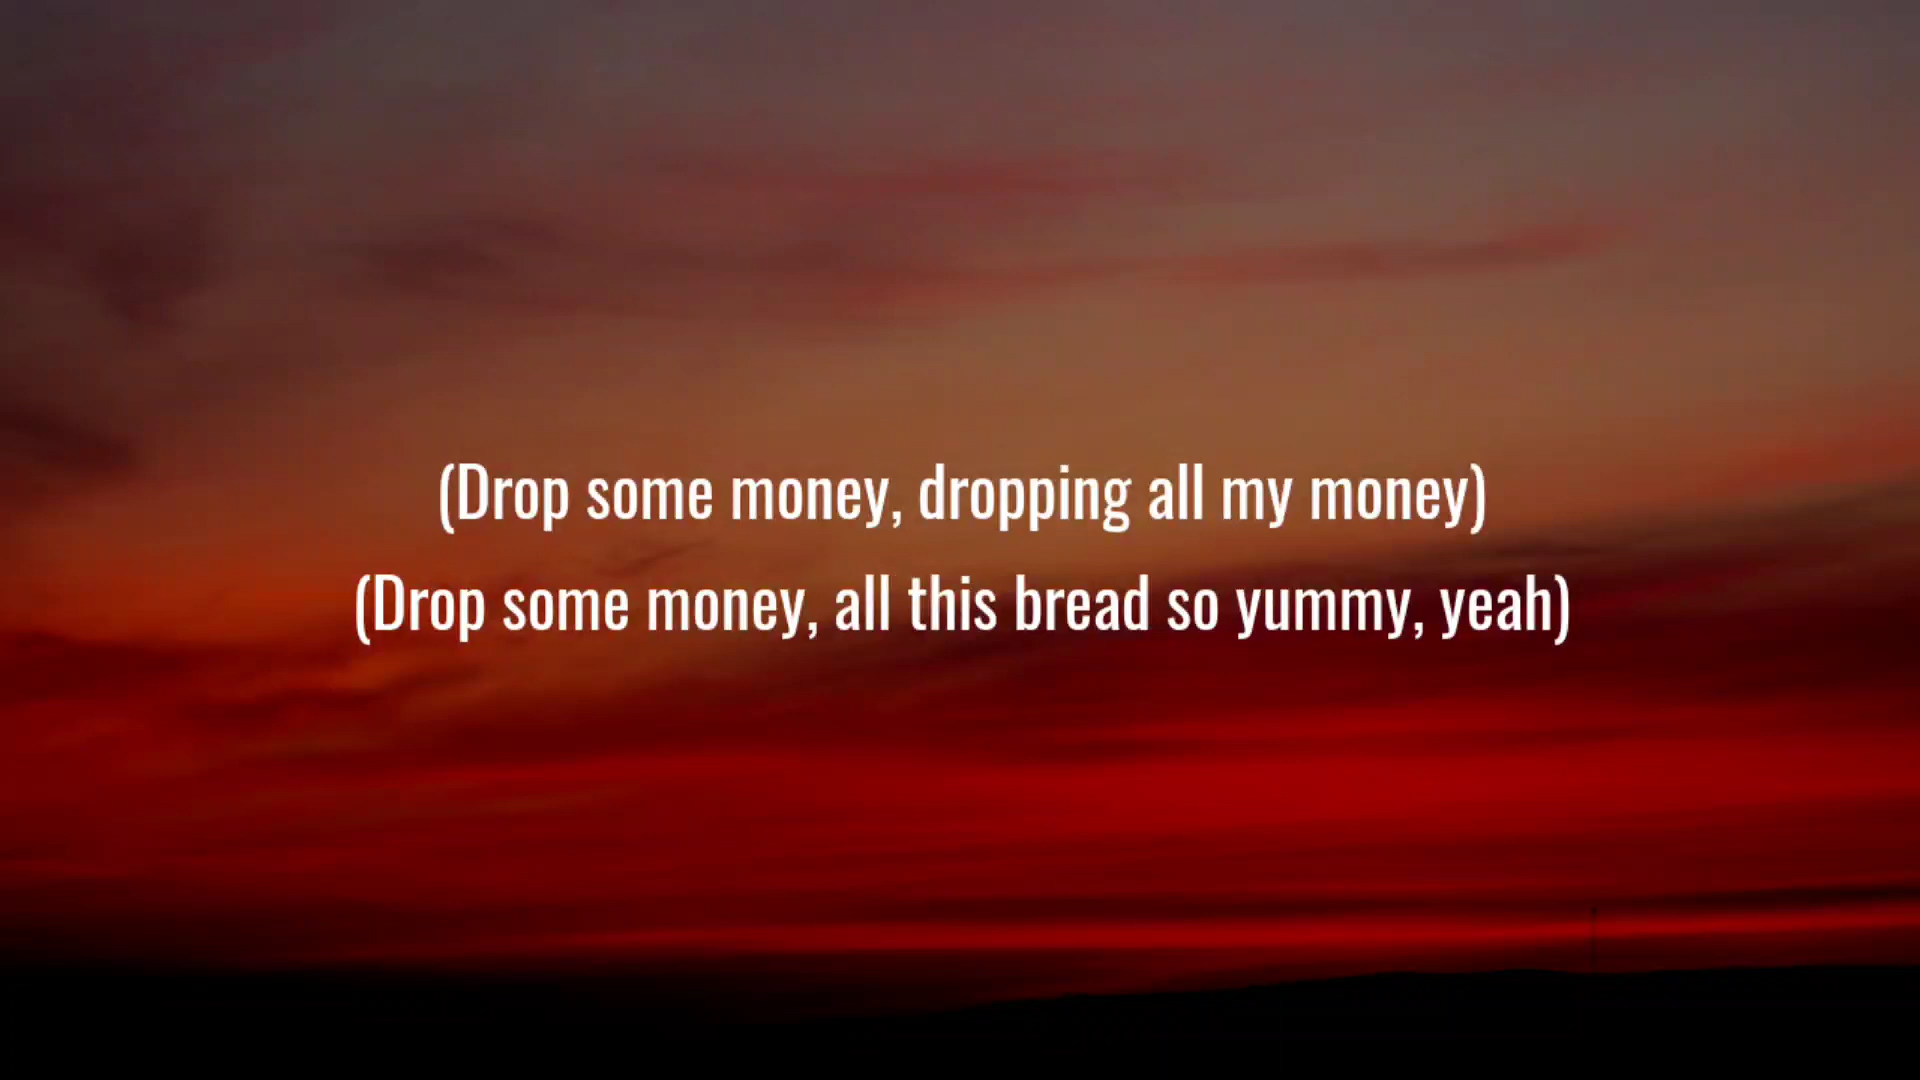 (Drop some money, dropping all my money)
(Drop some money, all this bread so yummy, yeah)